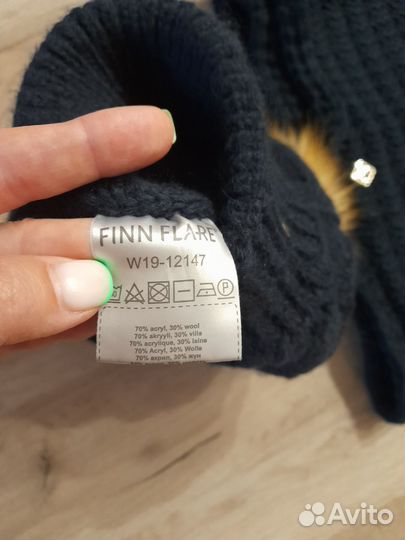 FINN FLARE
W19-12147
P
70% acryl, 30% wool
70% akryyli, 30% villa
70% acrylique, 30% laine
70% Acryl, 30% Wolle
70% акрил, 30% жүн
Avito